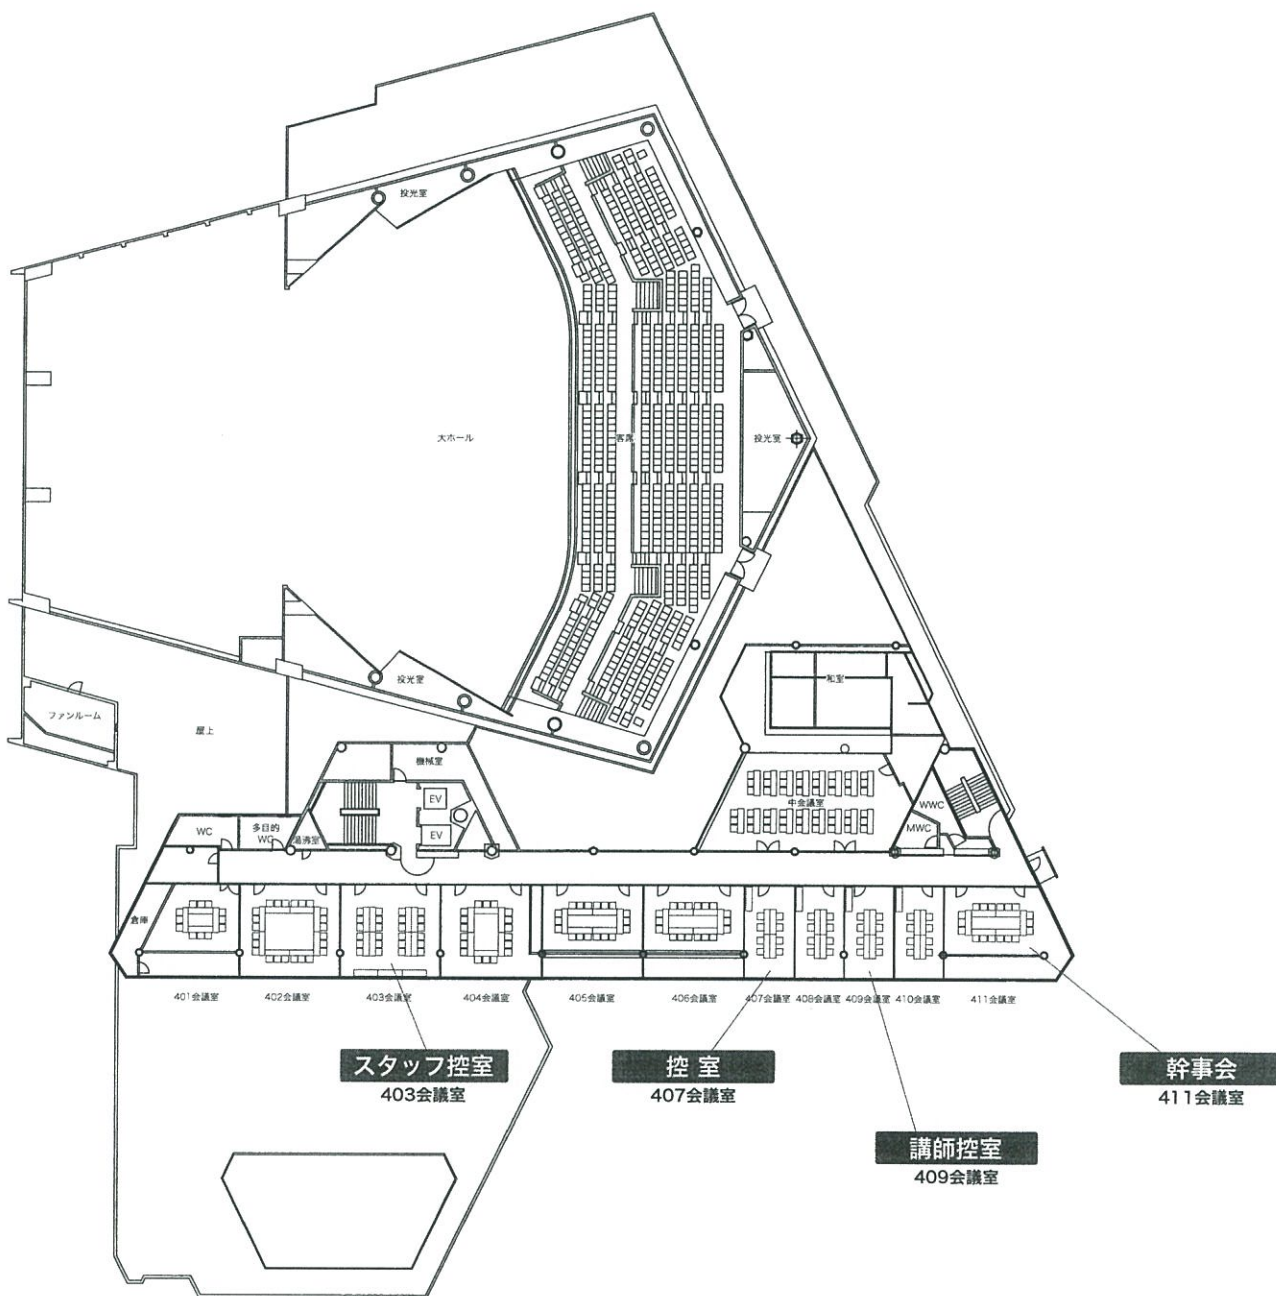 投光室
大ホール
客席
投光室
和室
投光室
ファンルーム
屋上
機械室
EV
中会議室
WWC
WC
多目的
WC
湯沸室
EV
MWC
倉庫
401会議室
402会議室
403会議室
404会議室
405会議室
406会議室
407会議室
408会議室
409会議室
410会議室
411会議室
スタッフ控室
403会議室
控 室
407会議室
幹事会
411会議室
講師控室
409会議室